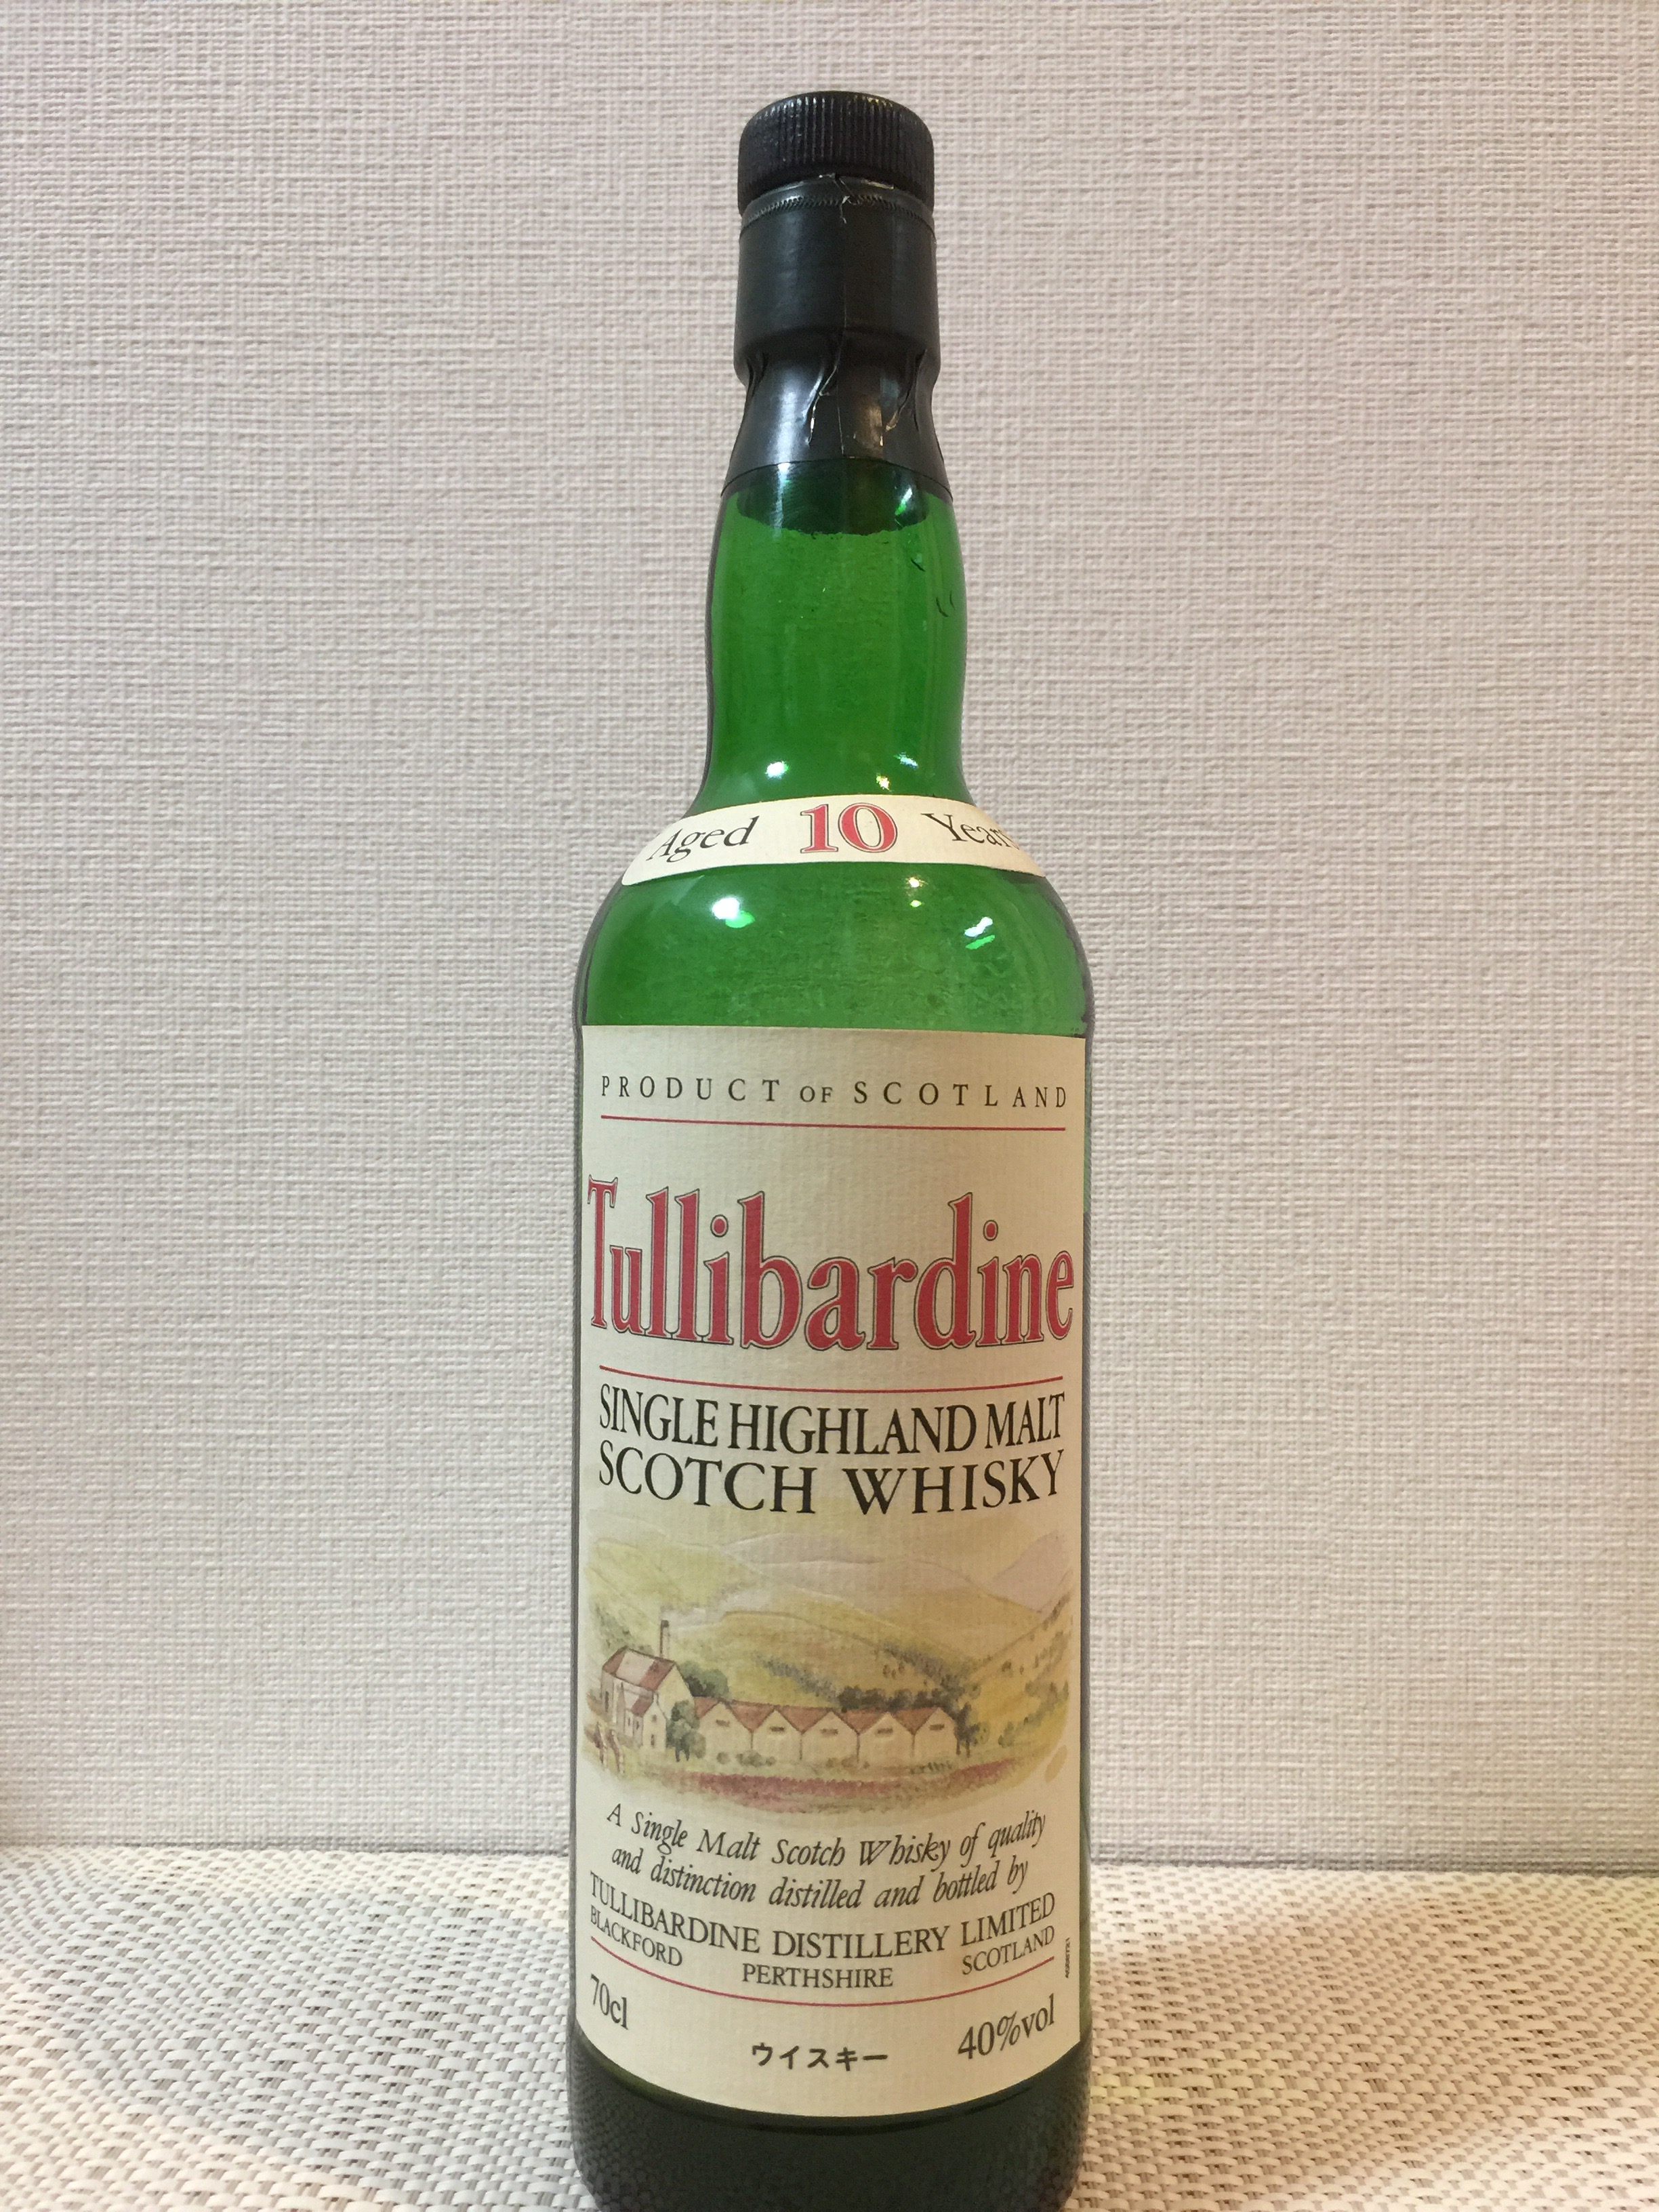 Aged 10 Years
PRODUCT OF SCOTLAND
Tullibardine
SINGLE HIGHLAND MALT
SCOTCH WHISKY
A Single Malt Scotch Whisky of quality
and distinction distilled and bottled by
TULLIBARDINE DISTILLERY LIMITED
BLACKFORD PERTHSHIRE SCOTLAND
70cl ウイスキー 40%vol